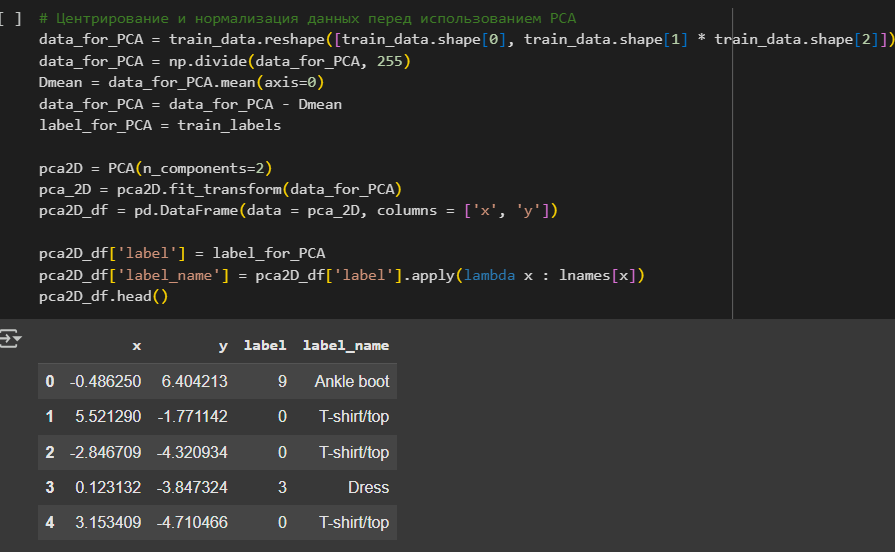 [ ] # Центрирование и нормализация данных перед использованием PCA
data_for_PCA = train_data.reshape([train_data.shape[0], train_data.shape[1] * train_data.shape[2]])
data_for_PCA = np.divide(data_for_PCA, 255)
Dmean = data_for_PCA.mean(axis=0)
data_for_PCA = data_for_PCA - Dmean
label_for_PCA = train_labels
pca2D = PCA(n_components=2)
pca_2D = pca2D.fit_transform(data_for_PCA)
pca2D_df = pd.DataFrame(data = pca_2D, columns = ['x', 'y'])
pca2D_df['label'] = label_for_PCA
pca2D_df['label_name'] = pca2D_df['label'].apply(lambda x : lnames[x])
pca2D_df.head()
x y label label_name
0 -0.486250 6.404213 9 Ankle boot
1 5.521290 -1.771142 0 T-shirt/top
2 -2.846709 -4.320934 0 T-shirt/top
3 0.123132 -3.847324 3 Dress
4 3.153409 -4.710466 0 T-shirt/top